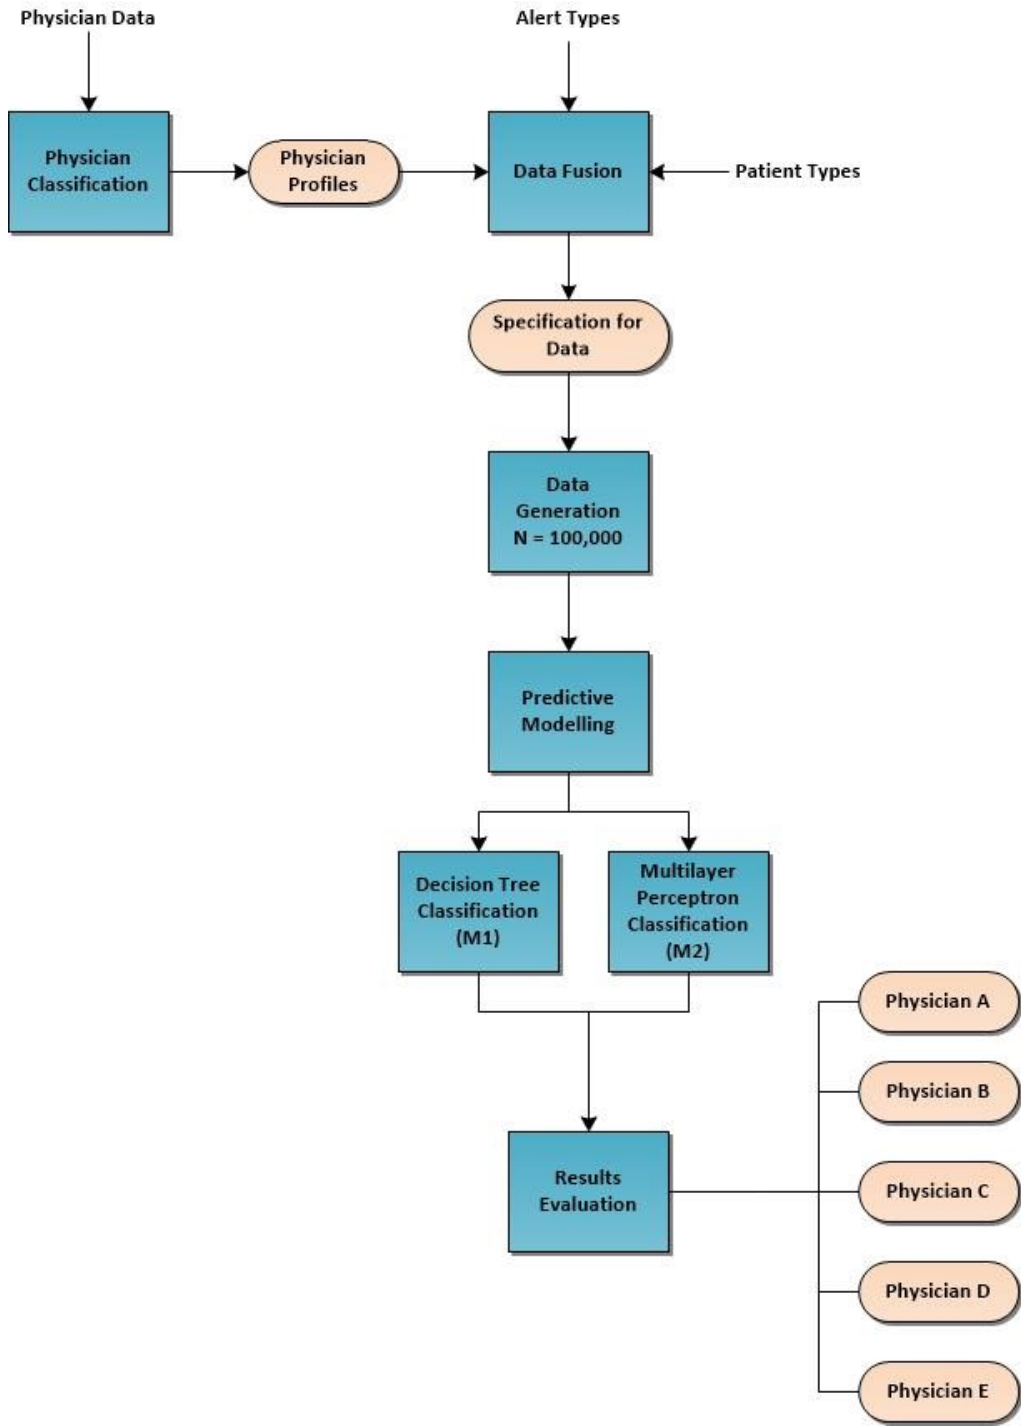 Physician Data
Alert Types
Physician
Classification
Physician
Profiles
Data Fusion
Patient Types
Specification for
Data
Data
Generation
N = 100,000
Predictive
Modelling
Decision Tree
Classification
(M1)
Multilayer
Perceptron
Classification
(M2)
Physician A
Physician B
Results
Evaluation
Physician C
Physician D
Physician E